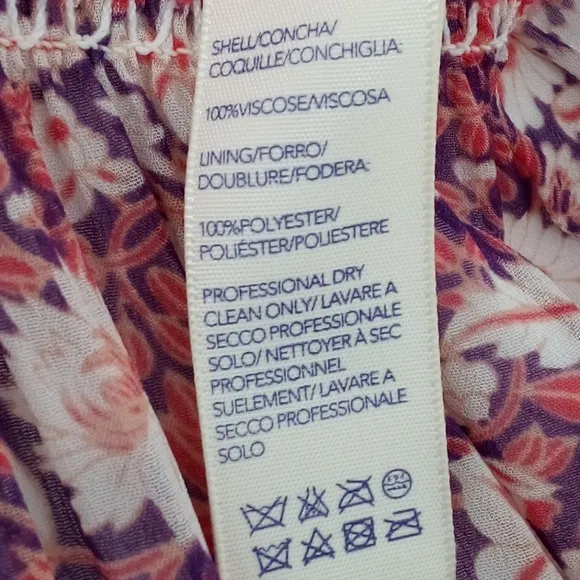 SHELL/CONCHA/
COQUILLE/CONCHIGLIA:
100%VISCOSE/VISCOSA
LINING/FORRO/
DOUBLURE/FODERA:
100%POLYESTER/
POLIÉSTER/POLIESTERE
PROFESSIONAL DRY
CLEAN ONLY/ LAVARE A
SECCO PROFESSIONALE
SOLO/ NETTOYER À SEC
PROFESSIONNEL
SUELEMENT/ LAVARE A
SECCO PROFESSIONALE
SOLO